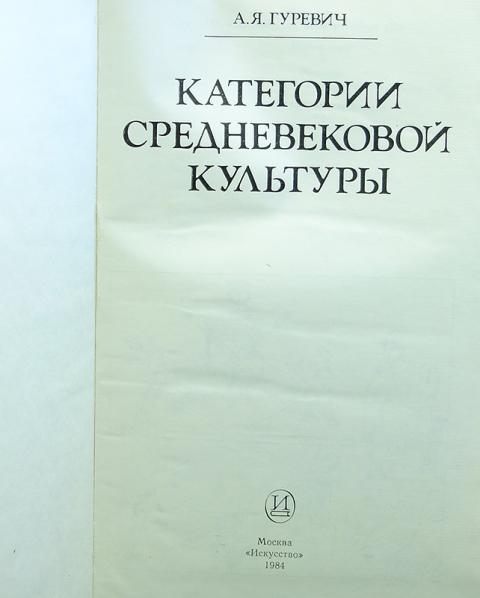 А.Я.ГУРЕВИЧ
КАТЕГОРИИ
СРЕДНЕВЕКОВОЙ
КУЛЬТУРЫ
И
Москва
«Искусство»
1984